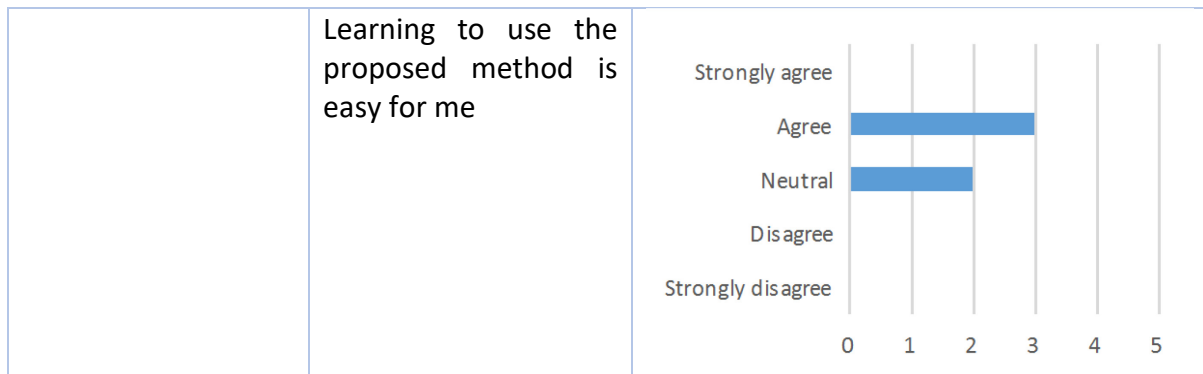 Learning to use the
proposed method is
easy for me
Strongly agree
Agree
Neutral
Disagree
Strongly disagree
0 1 2 3 4 5